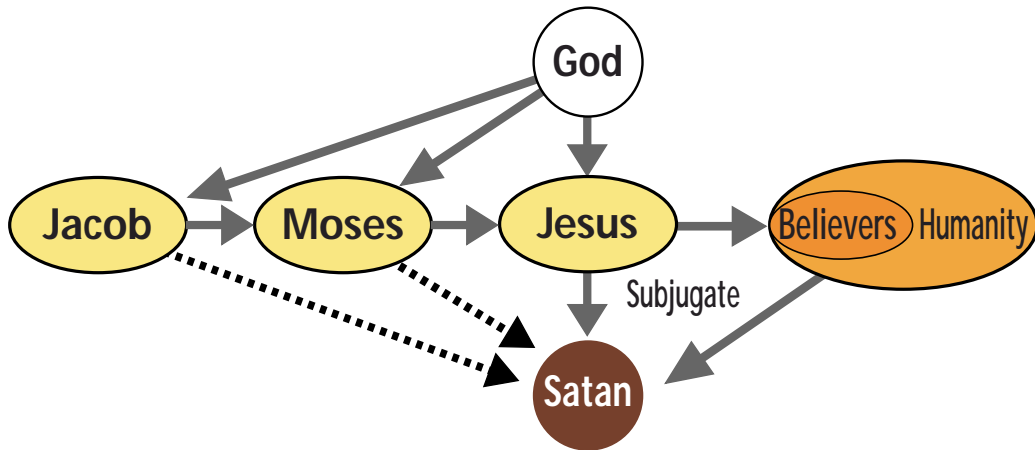 God
Jacob
Moses
Jesus
Believers
Humanity
Subjugate
Satan